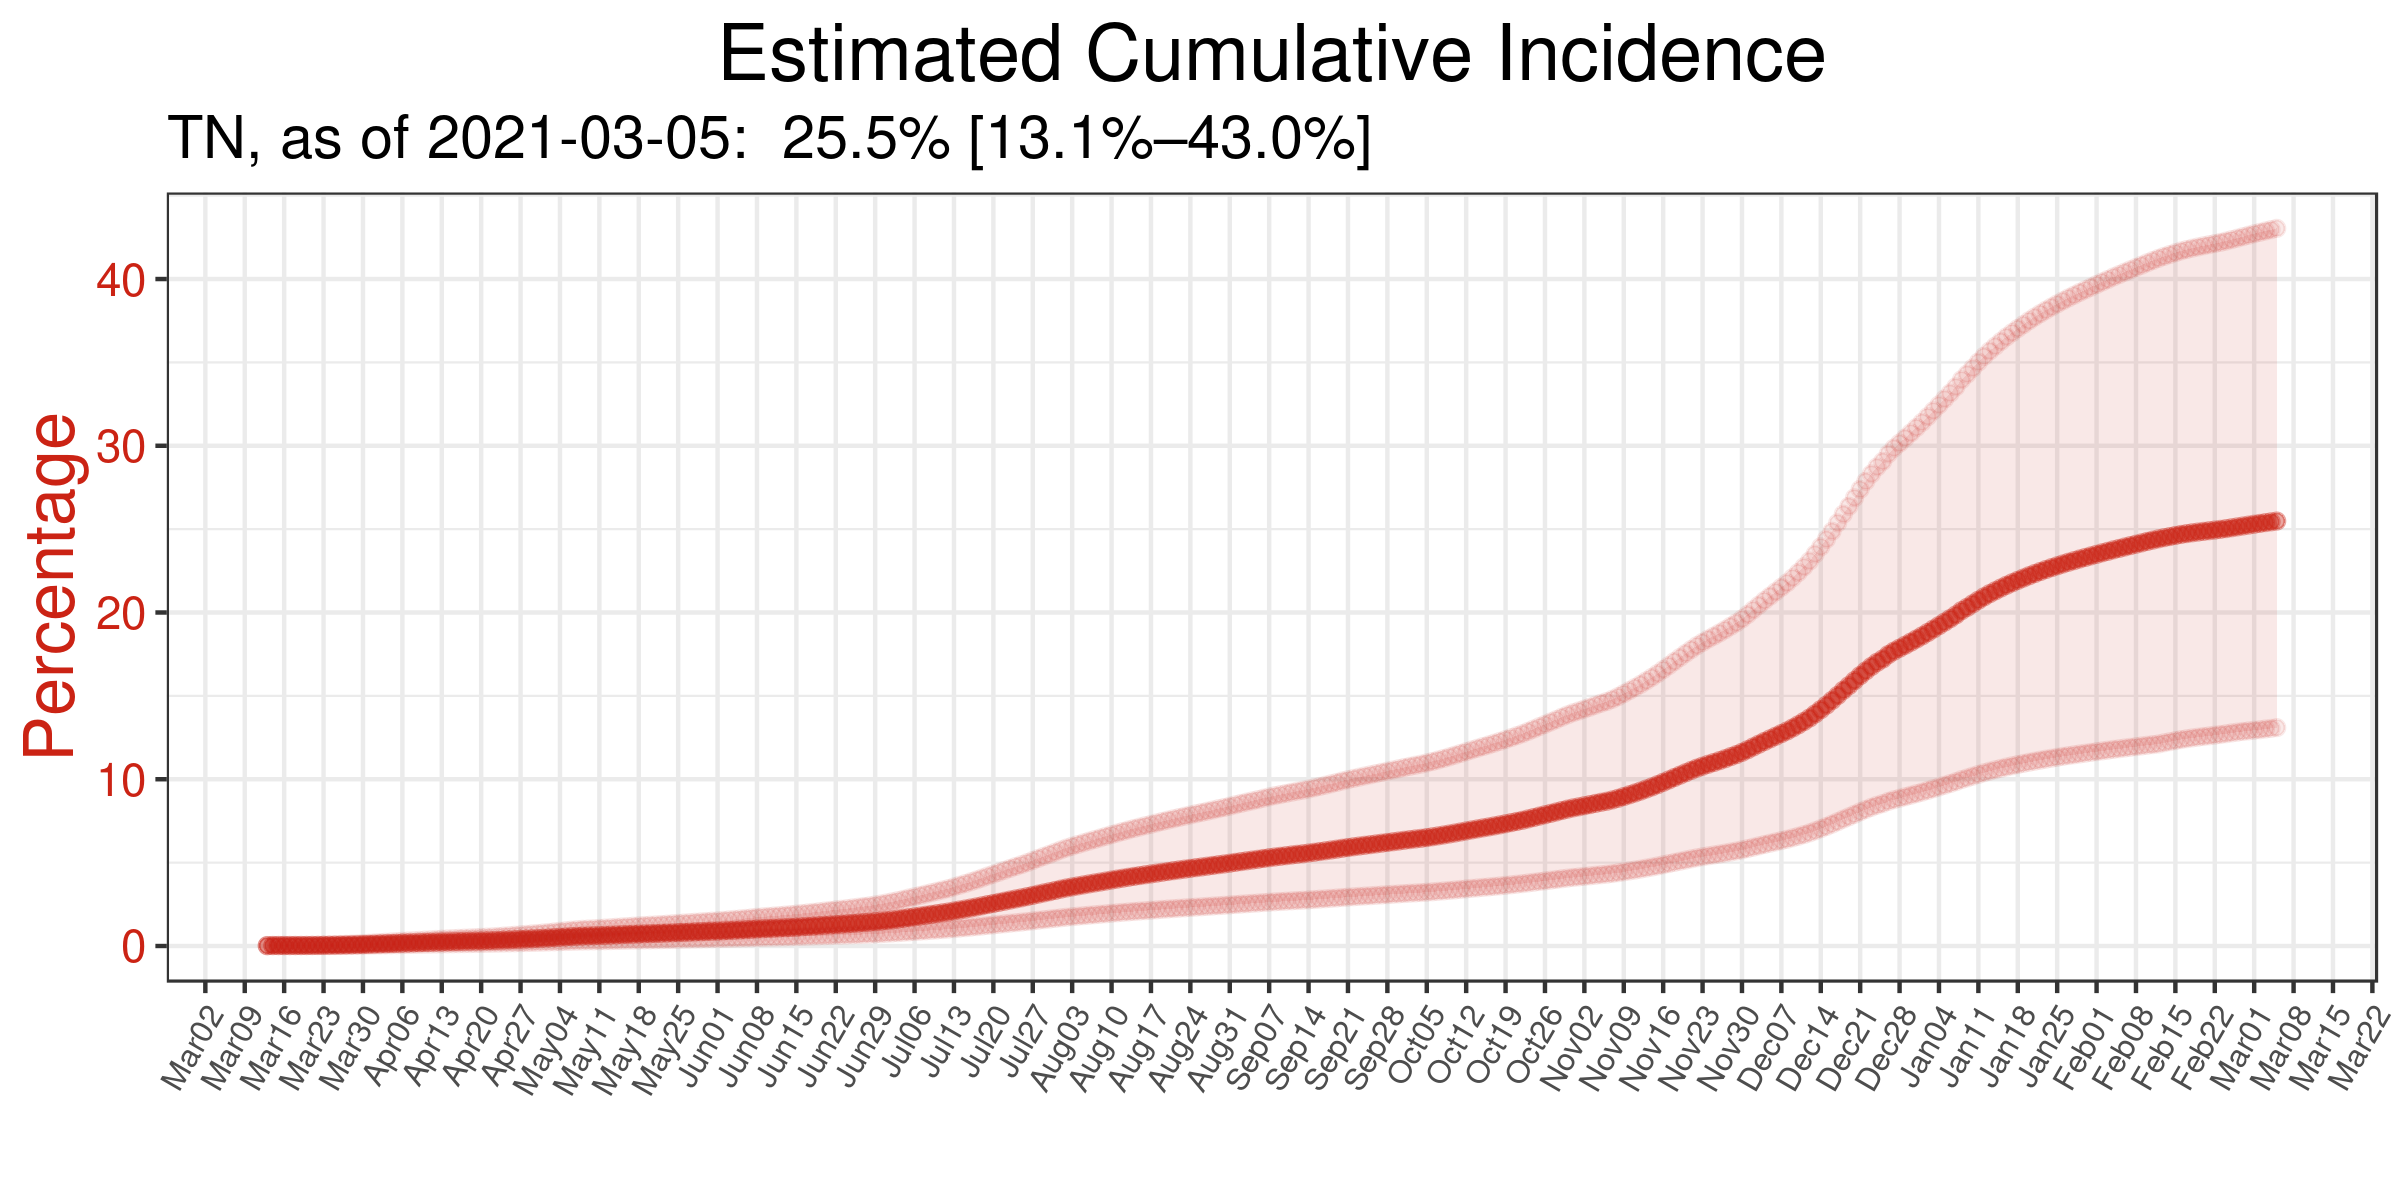 Estimated Cumulative Incidence
TN, as of 2021-03-05:  25.5% [13.1%–43.0%]
Percentage
40
30
20
10
0
Mar02
Mar09
Mar16
Mar23
Mar30
Apr06
Apr13
Apr20
Apr27
May04
May11
May18
May25
Jun01
Jun08
Jun15
Jun22
Jun29
Jul06
Jul13
Jul20
Jul27
Aug03
Aug10
Aug17
Aug24
Aug31
Sep07
Sep14
Sep21
Sep28
Oct05
Oct12
Oct19
Oct26
Nov02
Nov09
Nov16
Nov23
Nov30
Dec07
Dec14
Dec21
Dec28
Jan04
Jan11
Jan18
Jan25
Feb01
Feb08
Feb15
Feb22
Mar01
Mar08
Mar15
Mar22